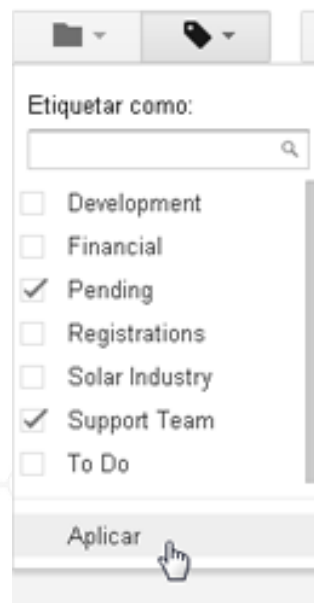 Etiquetar como:
Development
Financial
Pending
Registrations
Solar Industry
Support Team
To Do
Aplicar